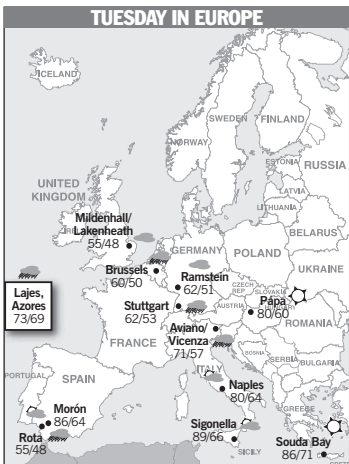 TUESDAY IN EUROPE
ICELAND
SWEDEN
FINLAND
NORWAY
ESTONIA
RUSSIA
LATVIA
LITHUANIA
UNITED
KINGDOM
BELARUS
Mildenhall/
Lakenheath
55/48
POLAND
GERMANY
UKRAINE
Brussels
60/50
Ramstein
62/51
CZECH
REP.
SLOVAKIA
Lajes,
Azores
73/69
Stuttgart
62/53
AUSTRIA
Pápa
80/60
ROMANIA
FRANCE
Aviano/
Vicenza
71/57
BOSNIA
SERBIA
BULGARIA
ITALY
PORTUGAL
SPAIN
Naples
80/64
Morón
86/64
GREECE
Rota
55/48
Sigonella
89/66
SICILY
Souda Bay
86/71